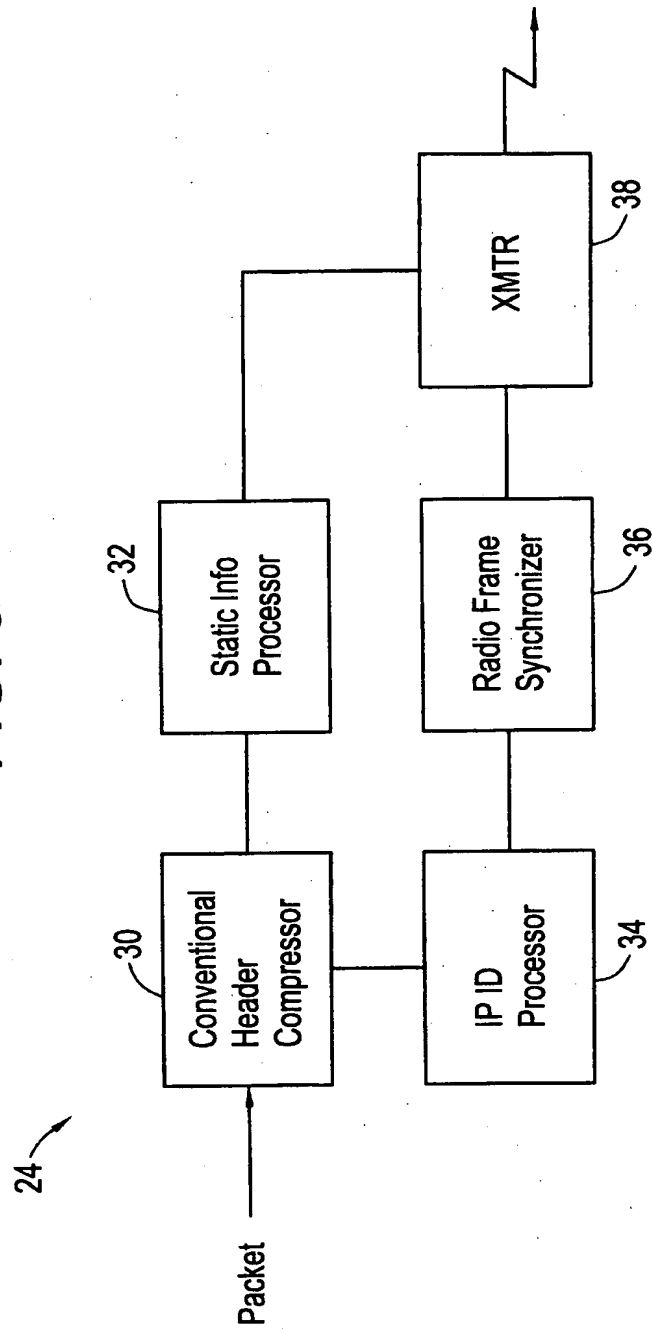 24
Packet
30
Conventional
Header
Compressor
32
Static Info
Processor
34
IP ID
Processor
36
Radio Frame
Synchronizer
38
XMTR